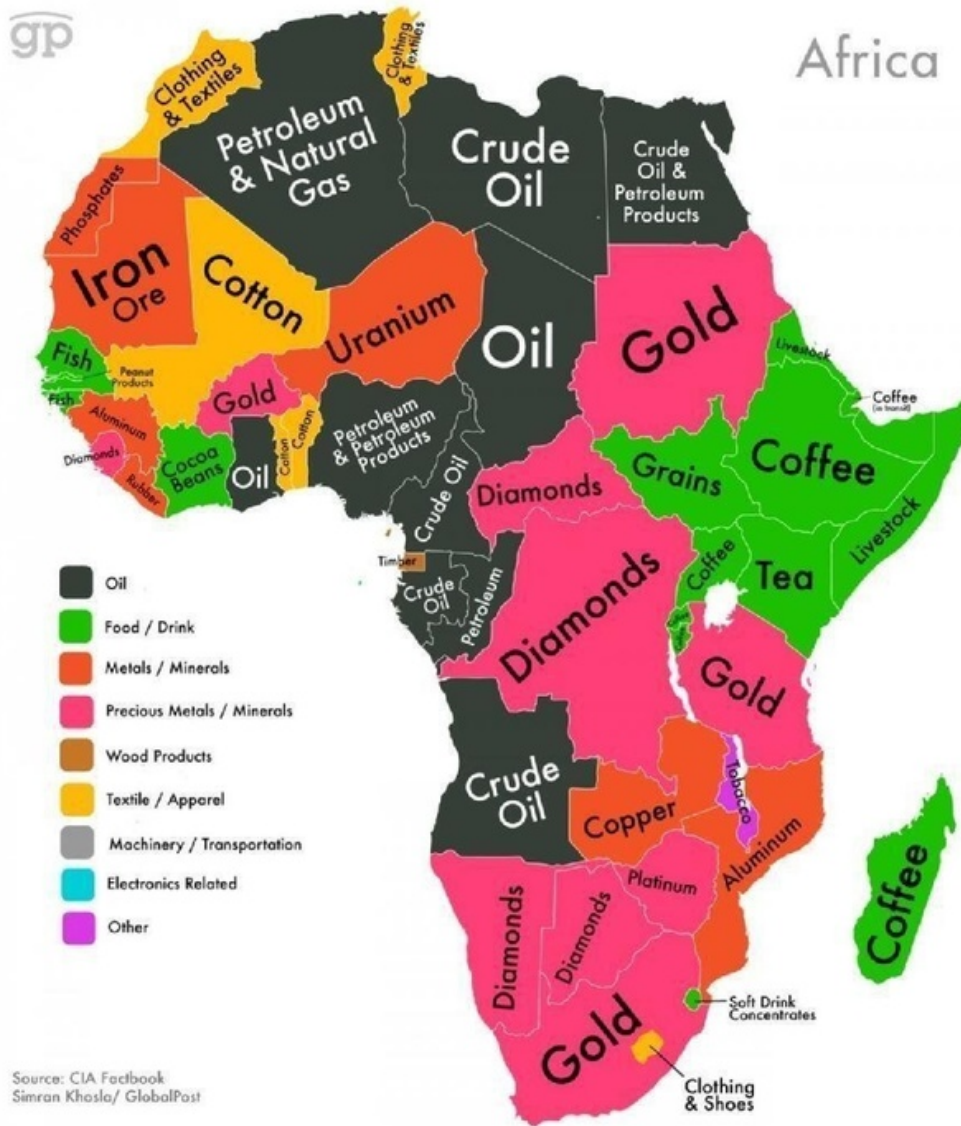 gp
Africa
Clothing
& Textiles
Clothing
& Textiles
Petroleum
& Natural
Gas
Crude
Oil
Crude
Oil &
Petroleum
Products
Phosphates
Iron
Ore
Cotton
Uranium
Oil
Gold
Livestock
Coffee
(in transit)
Fish
Peanut
Products
Fish
Aluminum
Diamonds
Rubber
Cocoa
Beans
Gold
Oil
Cotton
Cotton
Petroleum
& Petroleum
Products
Crude Oil
Diamonds
Grains
Coffee
Livestock
Timber
Crude
Oil
Petroleum
Diamonds
Coffee
Tea
Gold
Oil
Food / Drink
Metals / Minerals
Precious Metals / Minerals
Wood Products
Textile / Apparel
Machinery / Transportation
Electronics Related
Other
Crude
Oil
Copper
Tobacco
Aluminum
Platinum
Diamonds
Diamonds
Coffee
Gold
Soft Drink
Concentrates
Clothing
& Shoes
Source: CIA Factbook
Simran Khosla/ GlobalPost